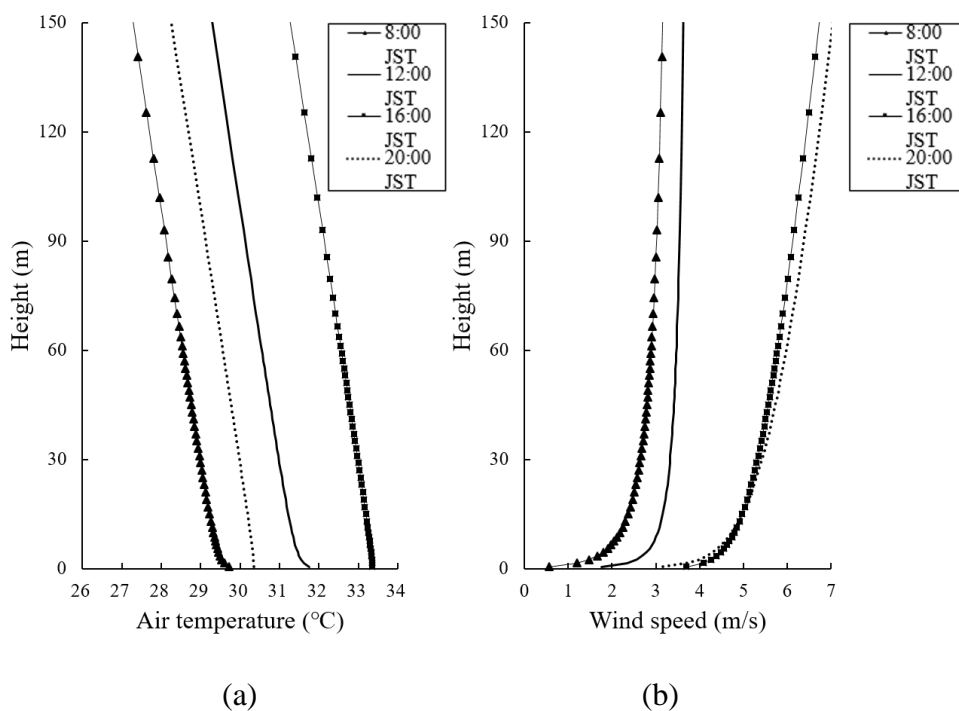 150
120
90
60
30
0
Height (m)
26 27 28 29 30 31 32 33 34
Air temperature (°C)
8:00
JST
12:00
JST
16:00
JST
20:00
JST
(a)
150
120
90
60
30
0
Height (m)
0 1 2 3 4 5 6 7
Wind speed (m/s)
8:00
JST
12:00
JST
16:00
JST
20:00
JST
(b)